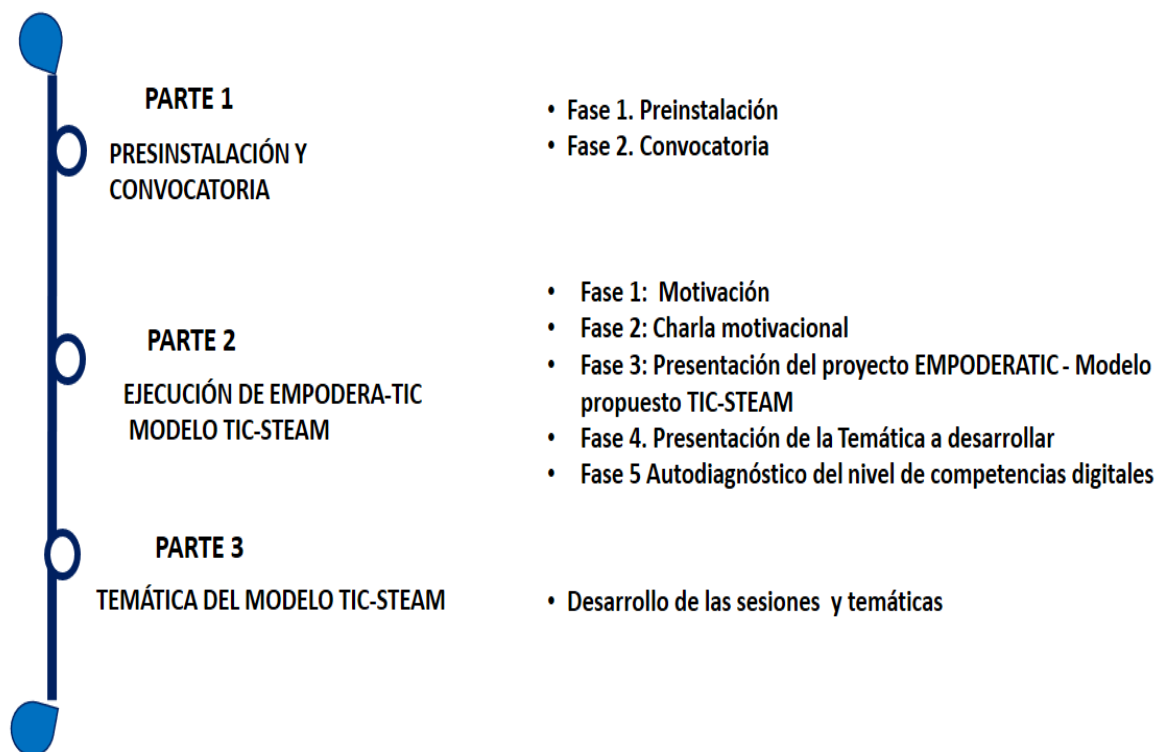 PARTE 1
PRESINSTALACIÓN Y
CONVOCATORIA
• Fase 1. Preinstalación
• Fase 2. Convocatoria
PARTE 2
EJECUCIÓN DE EMPODERA-TIC
MODELO TIC-STEAM
• Fase 1: Motivación
• Fase 2: Charla motivacional
• Fase 3: Presentación del proyecto EMPODERATIC - Modelo
propuesto TIC-STEAM
• Fase 4. Presentación de la Temática a desarrollar
• Fase 5 Autodiagnóstico del nivel de competencias digitales
PARTE 3
TEMÁTICA DEL MODELO TIC-STEAM
• Desarrollo de las sesiones y temáticas